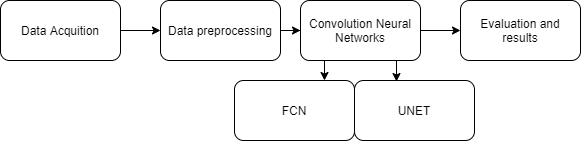 Data Acquition
Data preprocessing
Convolution Neural
Networks
Evaluation and
results
FCN
UNET